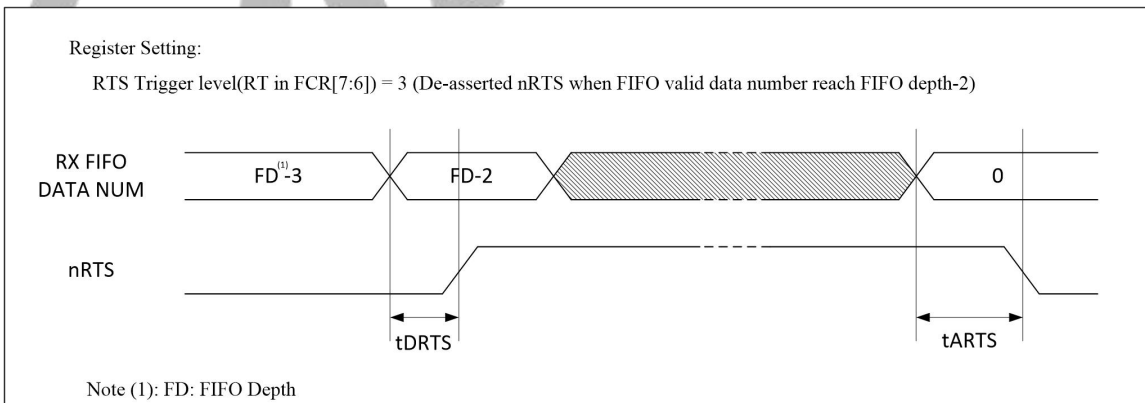 Register Setting:
RTS Trigger level(RT in FCR[7:6]) = 3 (De-asserted nRTS when FIFO valid data number reach FIFO depth-2)
RX FIFO
DATA NUM
FD(1)-3
FD-2
0
nRTS
tDRTS
tARTS
Note (1): FD: FIFO Depth